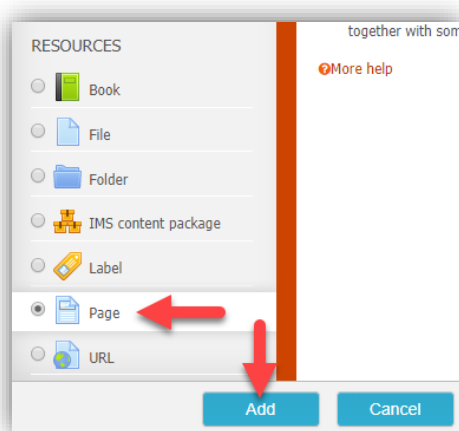 RESOURCES
Book
File
Folder
IMS content package
Label
Page
URL
together with som
More help
Add
Cancel